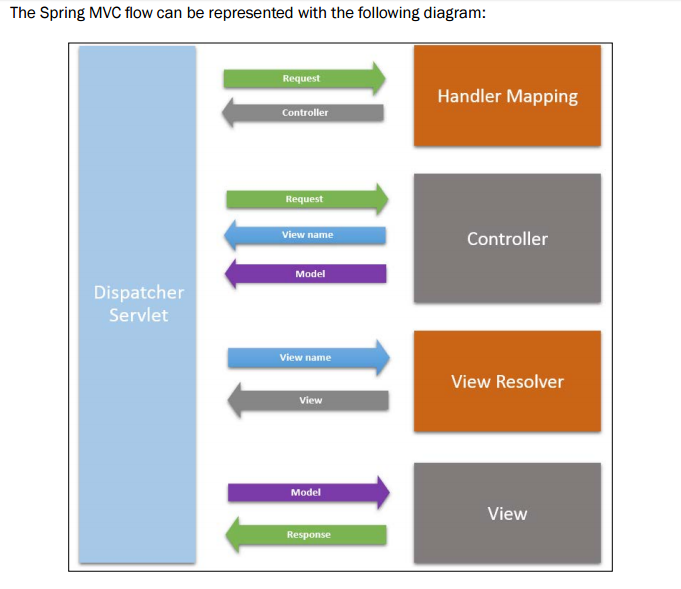 The Spring MVC flow can be represented with the following diagram:
Request
Handler Mapping
Controller
Request
View name
Controller
Model
Dispatcher
Servlet
View name
View Resolver
View
Model
View
Response